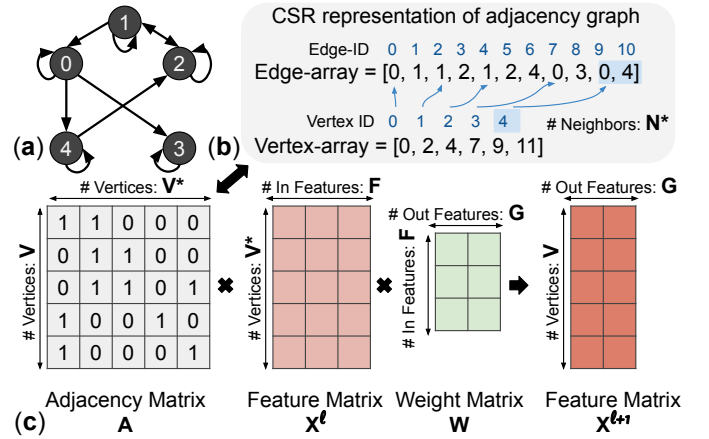 1
0
2
4
3
(a)
(b)
CSR representation of adjacency graph
Edge-ID 0 1 2 3 4 5 6 7 8 9 10
Edge-array = [0, 1, 1, 2, 1, 2, 4, 0, 3, 0, 4]
Vertex ID 0 1 2 3 4
# Neighbors: N*
Vertex-array = [0, 2, 4, 7, 9, 11]
# Vertices: V*
# In Features: F
# Out Features: G
# Out Features: G
# Vertices: V
1 1 0 0 0
0 1 1 0 0
0 1 1 0 1
1 0 0 1 0
1 0 0 0 1
# Vertices: V*
# In Features: F
# Vertices: V
Adjacency Matrix
A
Feature Matrix
Xℓ
Weight Matrix
W
Feature Matrix
Xℓ+1
(c)